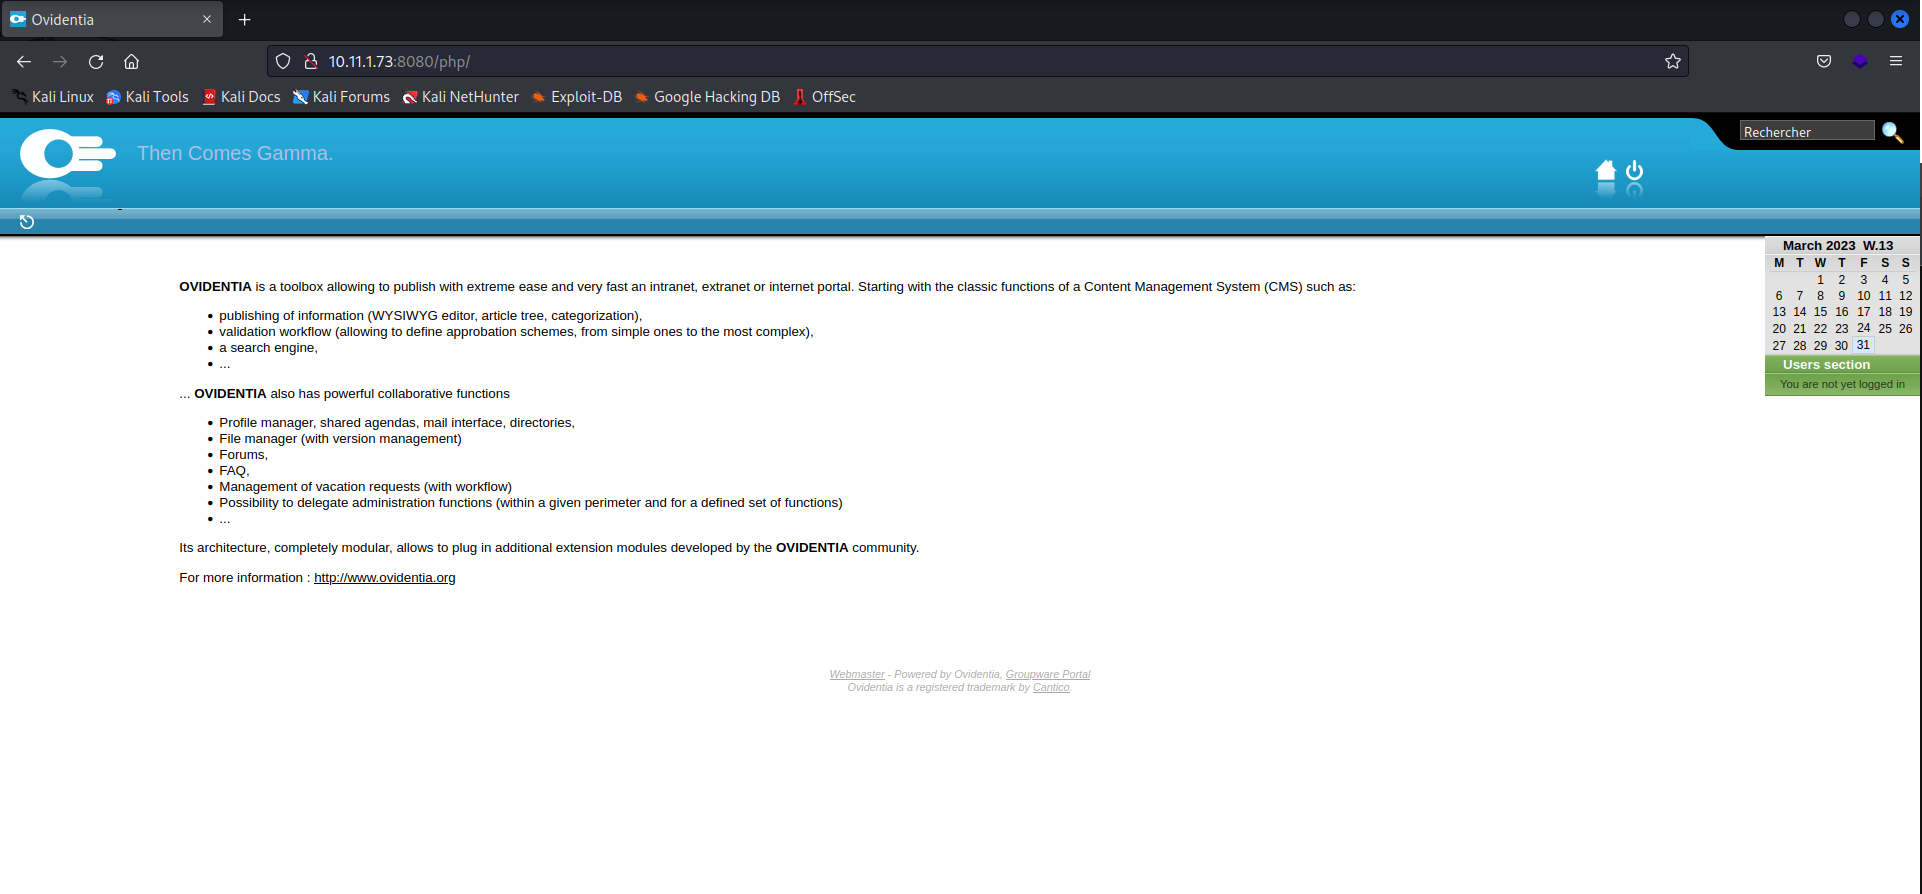 Ovidentia
10.11.1.73:8080/php/
Kali Linux Kali Tools Kali Docs Kali Forums Kali NetHunter Exploit-DB Google Hacking DB OffSec
Rechercher
Then Comes Gamma.
March 2023 W.13
M T W T F S S
1 2 3 4 5
6 7 8 9 10 11 12
13 14 15 16 17 18 19
20 21 22 23 24 25 26
27 28 29 30 31
Users section
You are not yet logged in
OVIDENTIA is a toolbox allowing to publish with extreme ease and very fast an intranet, extranet or internet portal. Starting with the classic functions of a Content Management System (CMS) such as:
• publishing of information (WYSIWYG editor, article tree, categorization),
• validation workflow (allowing to define approbation schemes, from simple ones to the most complex),
• a search engine,
• ...
... OVIDENTIA also has powerful collaborative functions
• Profile manager, shared agendas, mail interface, directories,
• File manager (with version management)
• Forums,
• FAQ,
• Management of vacation requests (with workflow)
• Possibility to delegate administration functions (within a given perimeter and for a defined set of functions)
• ...
Its architecture, completely modular, allows to plug in additional extension modules developed by the OVIDENTIA community.
For more information : http://www.ovidentia.org
Webmaster - Powered by Ovidentia, Groupware Portal
Ovidentia is a registered trademark by Cantico.